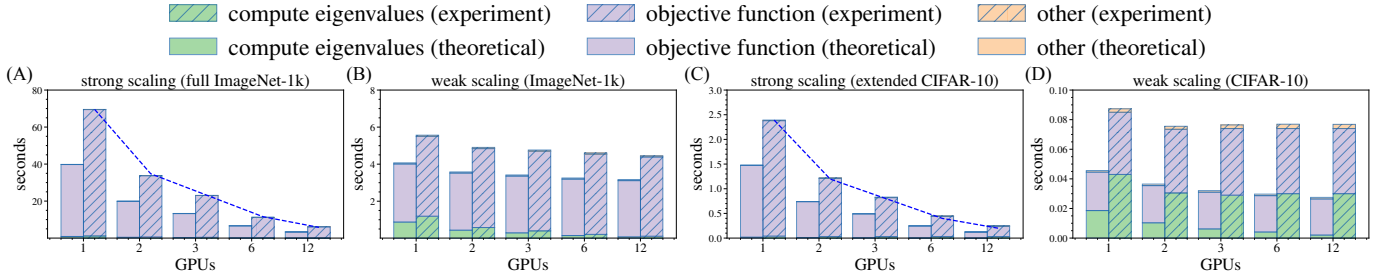 compute eigenvalues (experiment) objective function (experiment) other (experiment)
compute eigenvalues (theoretical) objective function (theoretical) other (theoretical)
(A) strong scaling (full ImageNet-1k)
80
60
40
20
seconds
1 2 3 6 12
GPUs
(B) weak scaling (ImageNet-1k)
8
6
4
2
seconds
1 2 3 6 12
GPUs
(C) strong scaling (extended CIFAR-10)
3.0
2.5
2.0
1.5
1.0
0.5
0.0
seconds
1 2 3 6 12
GPUs
(D) weak scaling (CIFAR-10)
0.10
0.08
0.06
0.04
0.02
0.00
seconds
1 2 3 6 12
GPUs